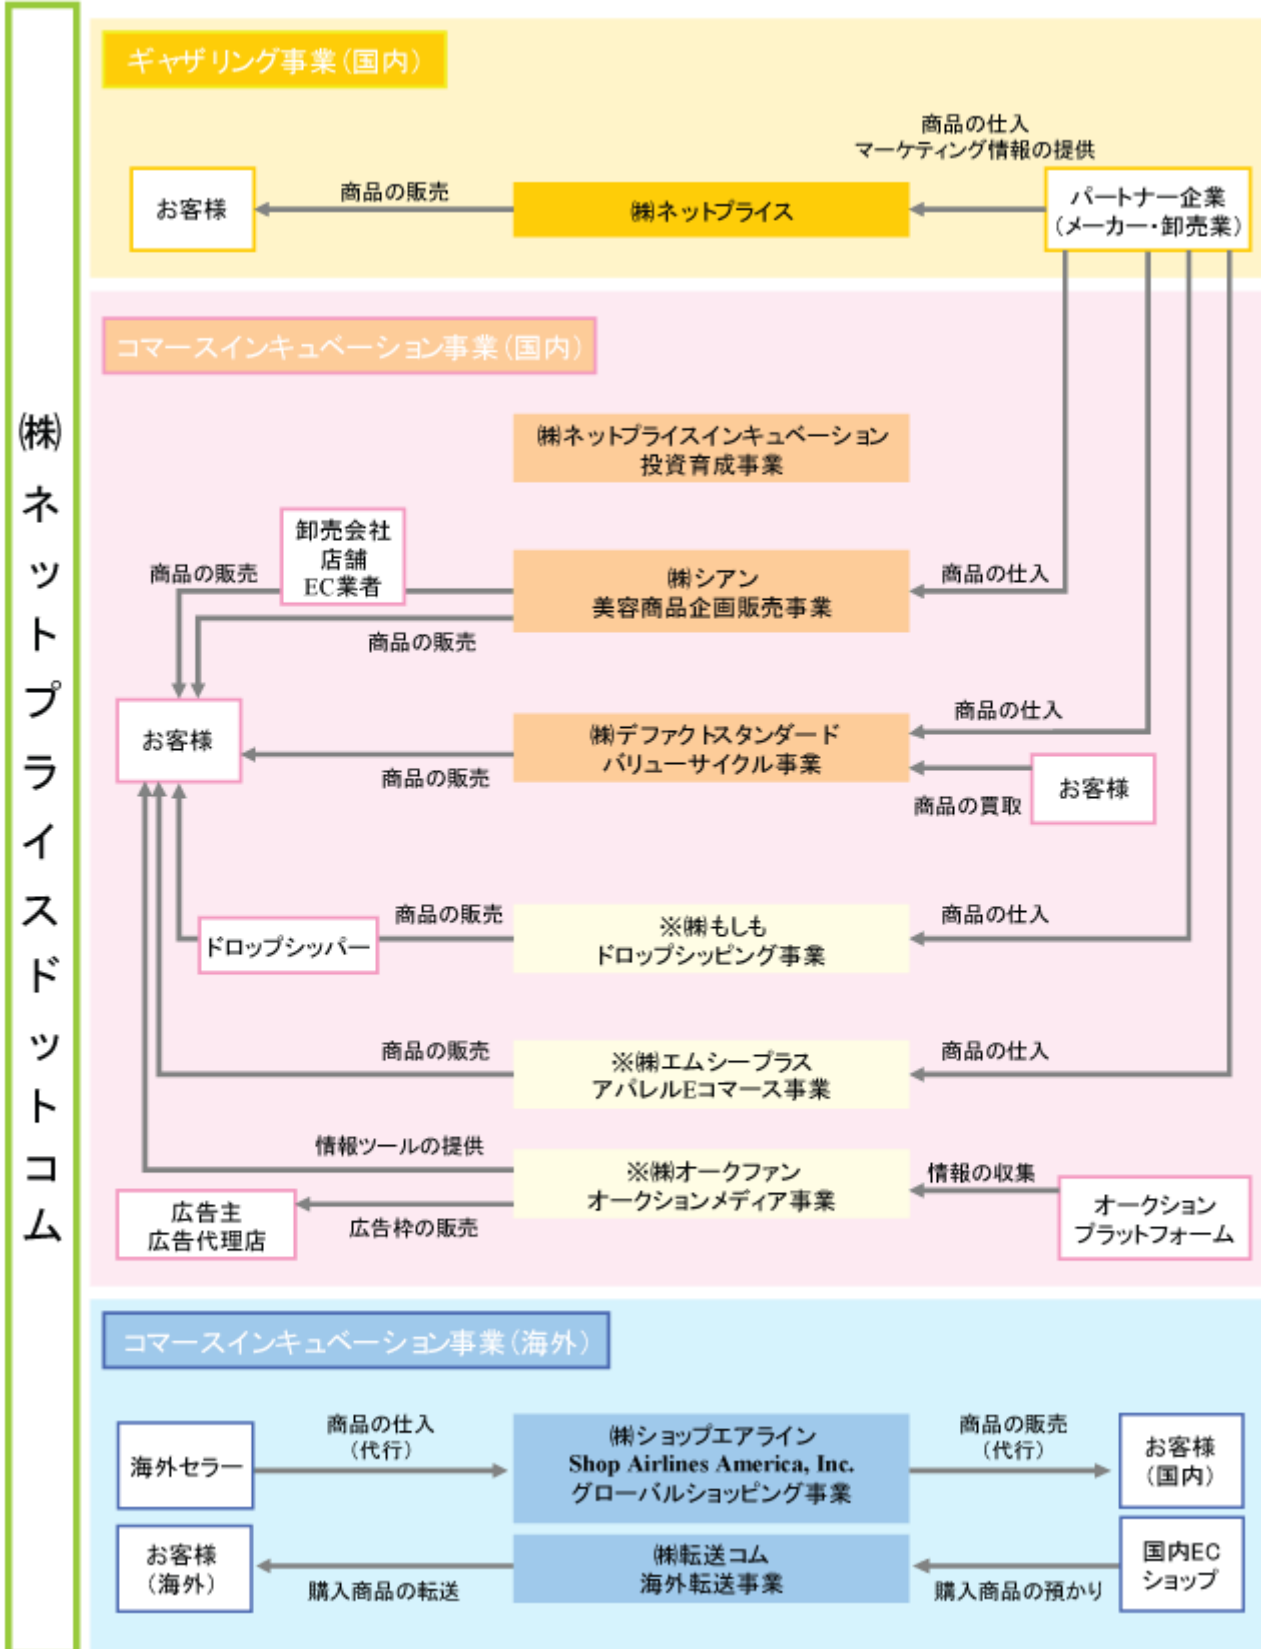 ㈱ネットプライスドットコム
ギャザリング事業（国内）
商品の仕入
マーケティング情報の提供
お客様
商品の販売
㈱ネットプライス
パートナー企業
（メーカー・卸売業）
コマースインキュベーション事業（国内）
㈱ネットプライスインキュベーション
投資育成事業
卸売会社
店舗
EC業者
商品の販売
㈱シアン
美容商品企画販売事業
商品の仕入
商品の販売
お客様
商品の販売
㈱デファクトスタンダード
バリューサイクル事業
商品の仕入
商品の買取
お客様
ドロップシッパー
商品の販売
※㈱もしも
ドロップシッピング事業
商品の仕入
商品の販売
※㈱エムシープラス
アパレルEコマース事業
商品の仕入
情報ツールの提供
※㈱オークファン
オークションメディア事業
情報の収集
オークション
プラットフォーム
広告主
広告代理店
広告枠の販売
コマースインキュベーション事業（海外）
海外セラー
商品の仕入
（代行）
㈱ショップエアライン
Shop Airlines America, Inc.
グローバルショッピング事業
商品の販売
（代行）
お客様
（国内）
お客様
（海外）
購入商品の転送
㈱転送コム
海外転送事業
購入商品の預かり
国内EC
ショップ